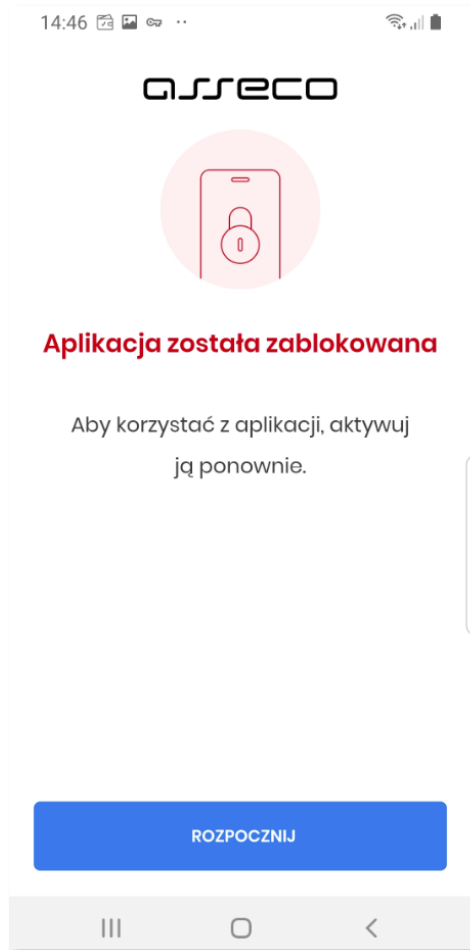 14:46
asseco
Aplikacja została zablokowana
Aby korzystać z aplikacji, aktywuj
ją ponownie.
ROZPOCZNIJ